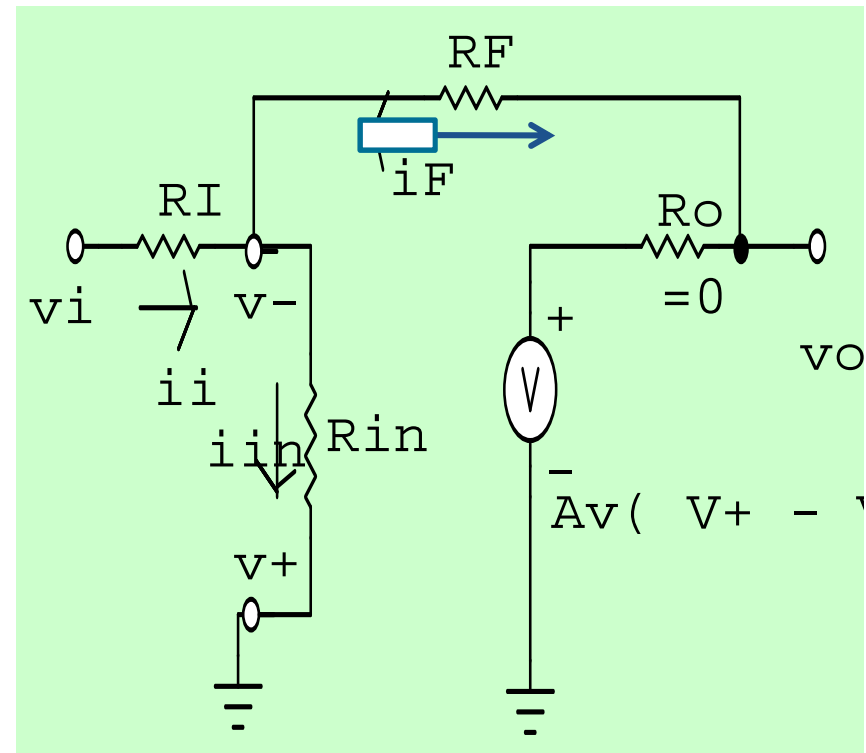 RF
iF
RI
Ro
=0
vi
v-
+
V
vo
ii
iin
Rin
-
Av( V+ -
v+